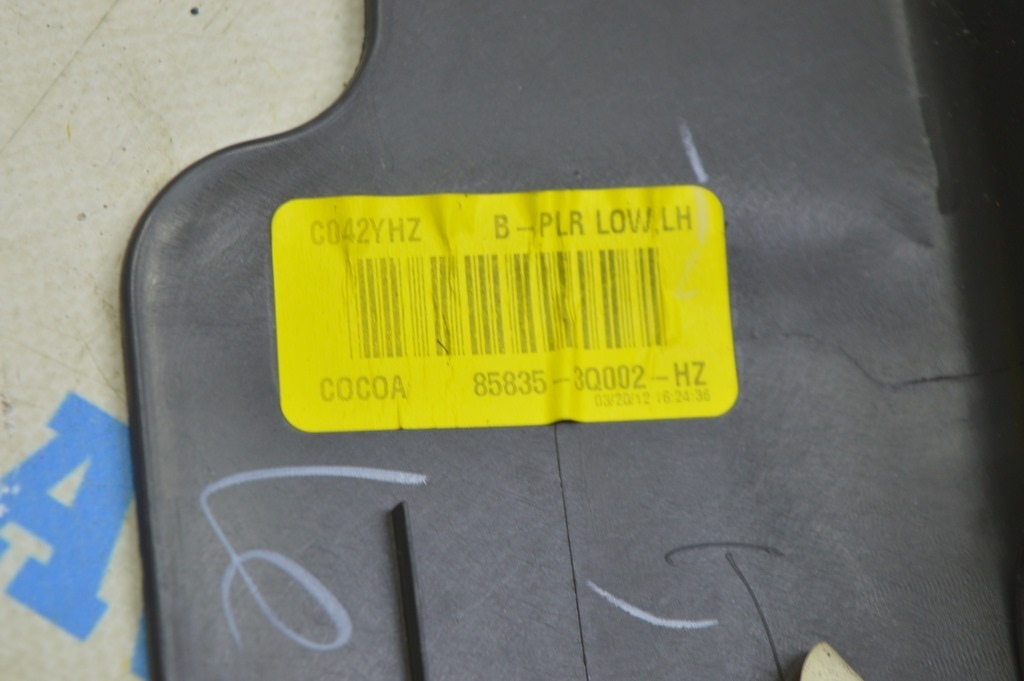 C042YHZ B-PLR LOW,LH
COCOA 85835-3Q002-HZ
03/20/12 16:24:36
A